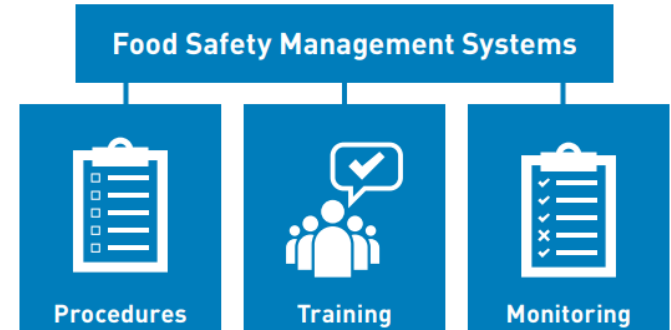 Food Safety Management Systems
Procedures
Training
Monitoring